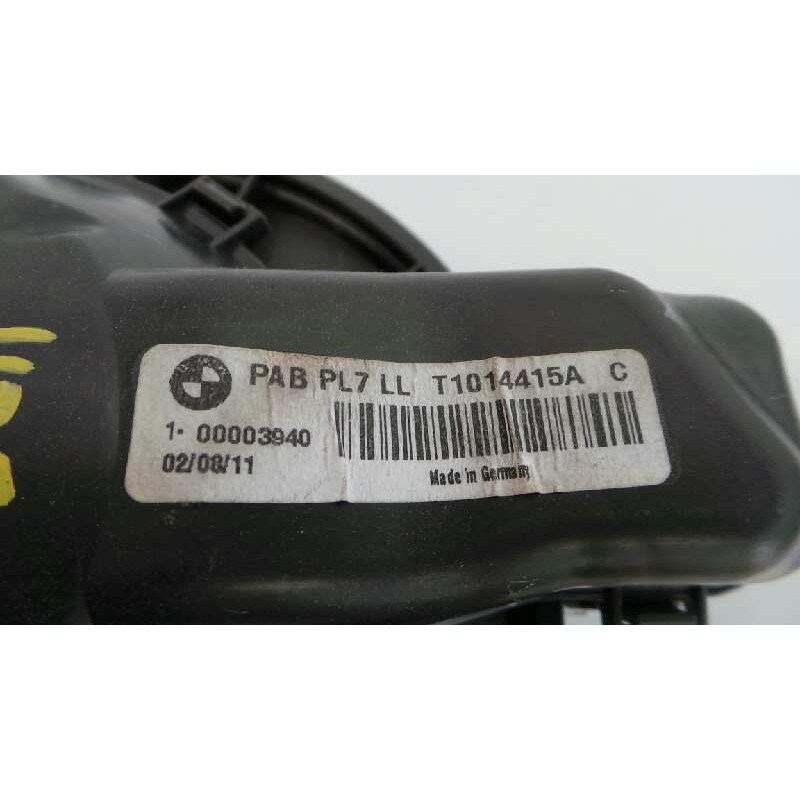 PAB PL7 LL T1014415A C
1- 00003940
02/08/11
Made in Germany